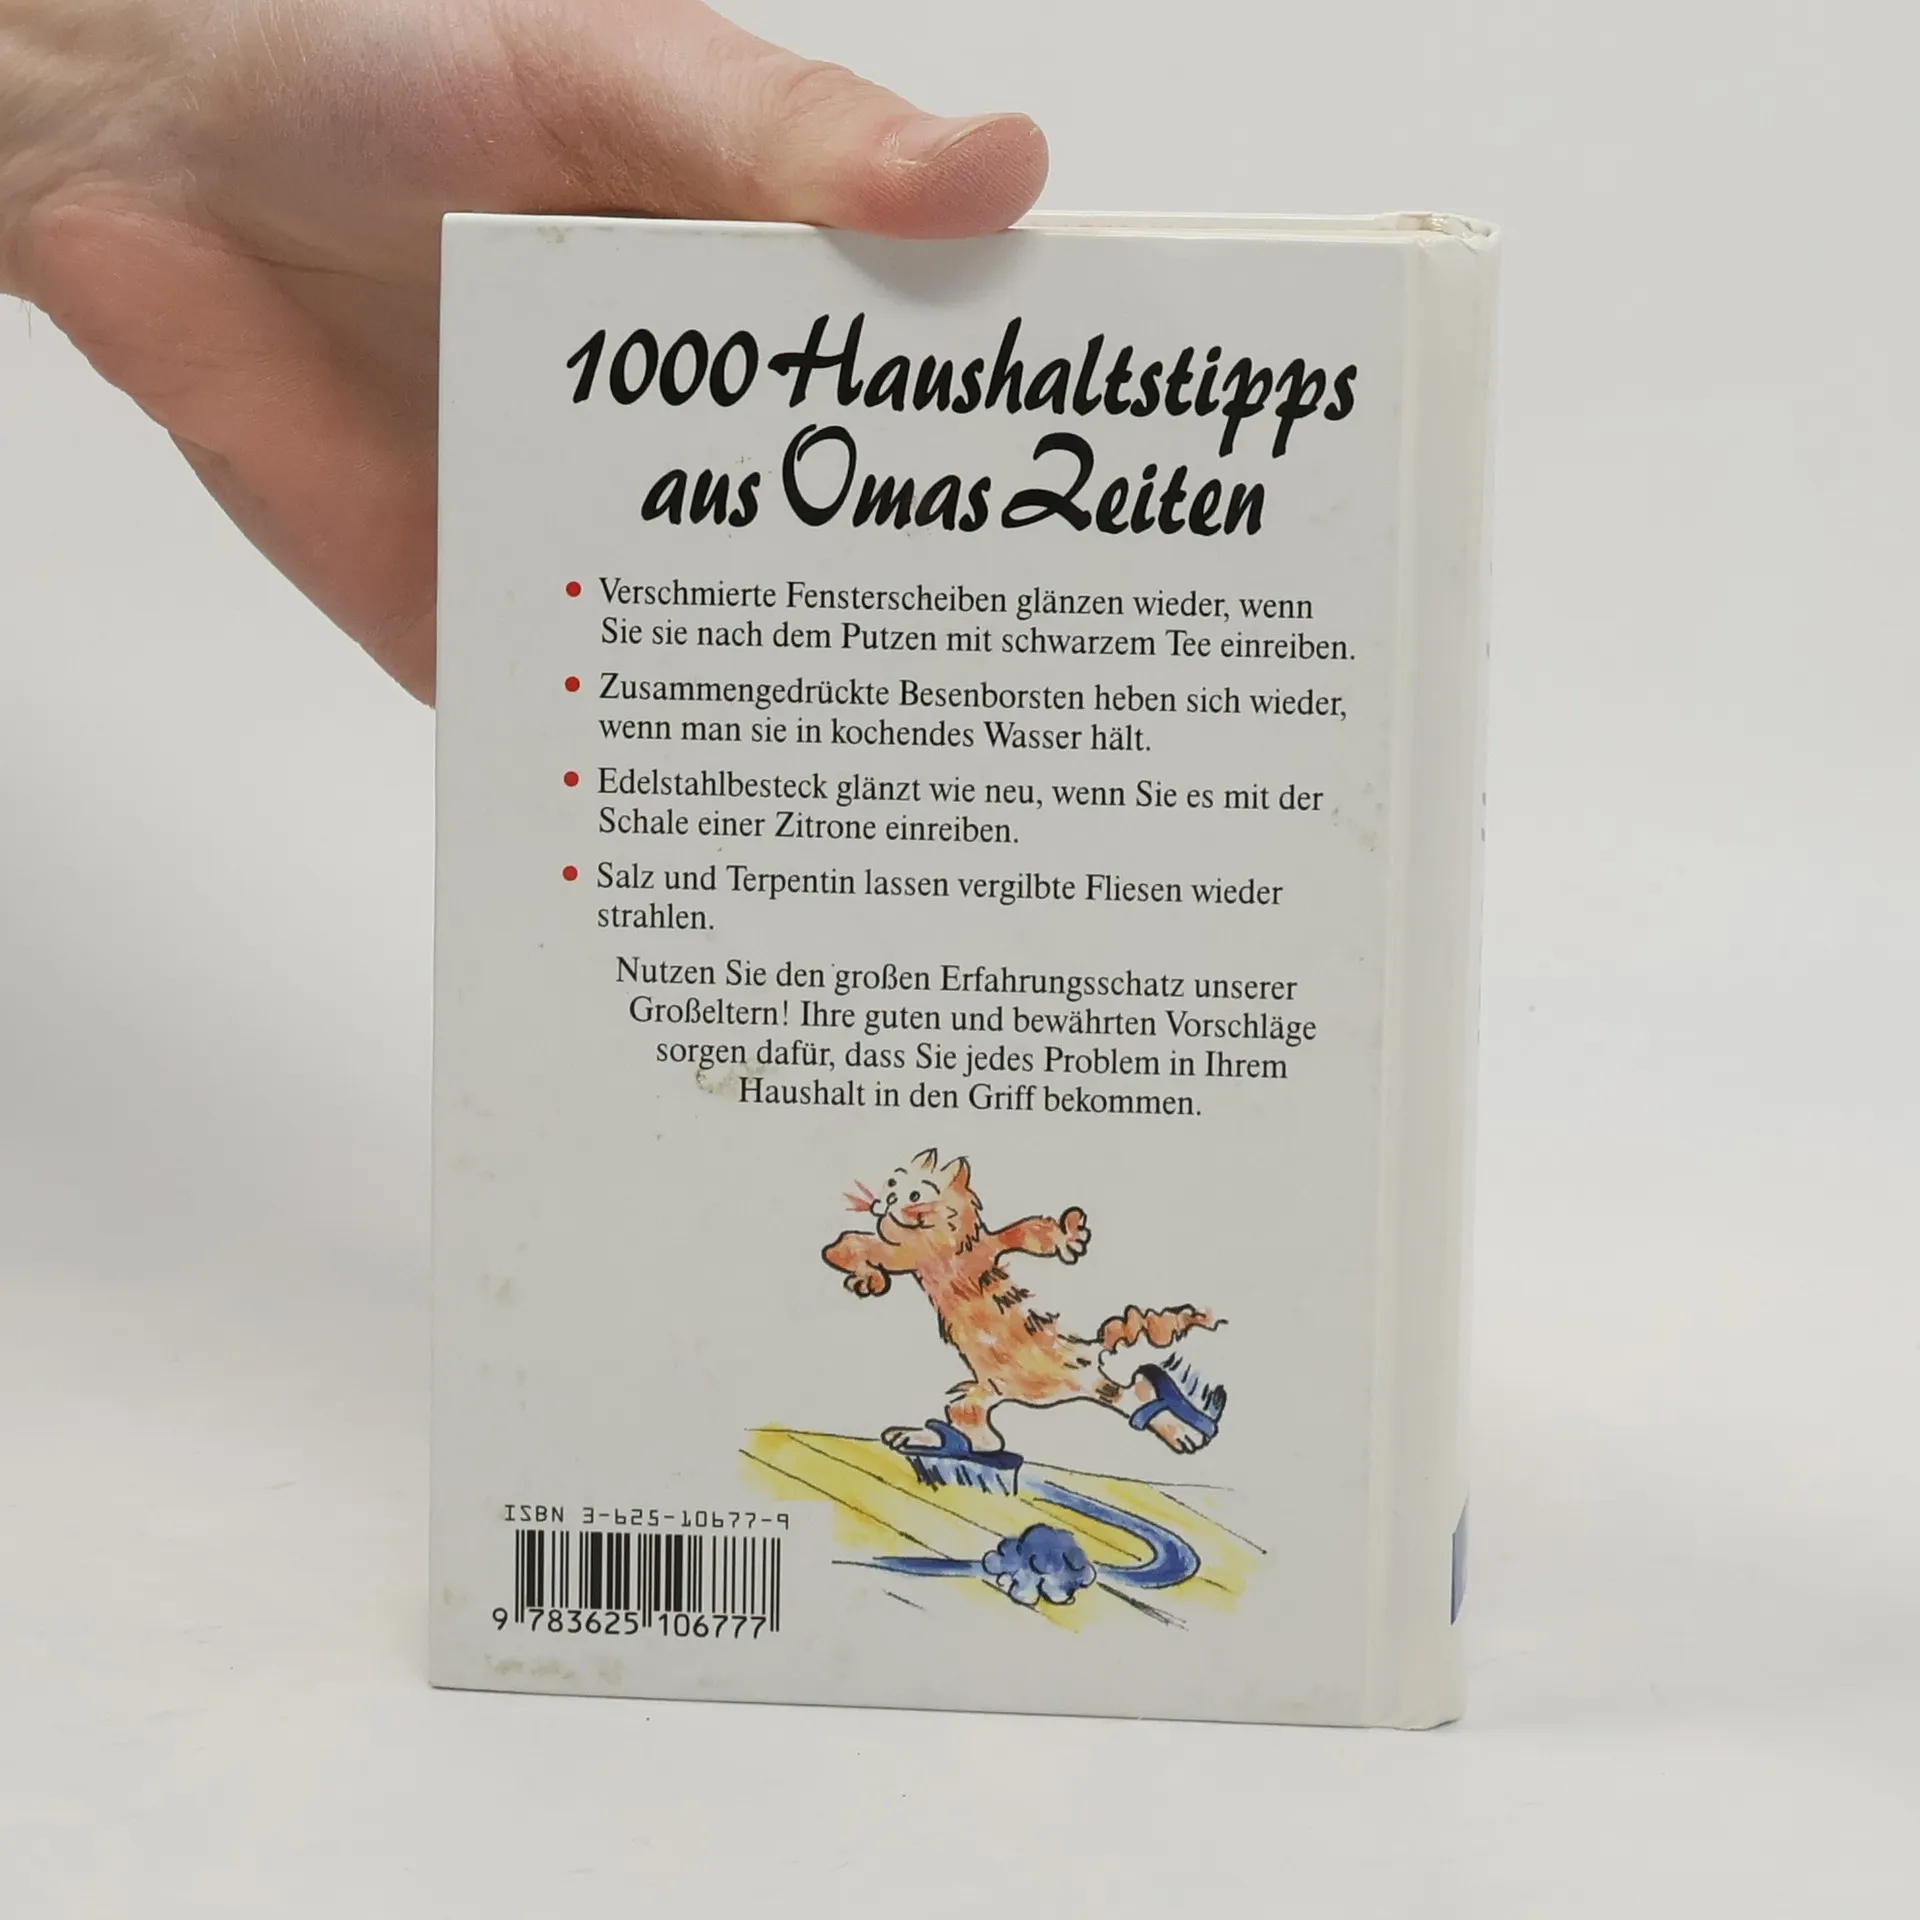 1000 Haushaltstipps
aus Omas Zeiten
• Verschmierte Fensterscheiben glänzen wieder, wenn
Sie sie nach dem Putzen mit schwarzem Tee einreiben.
• Zusammengedrückte Besenborsten heben sich wieder,
wenn man sie in kochendes Wasser hält.
• Edelstahlbesteck glänzt wie neu, wenn Sie es mit der
Schale einer Zitrone einreiben.
• Salz und Terpentin lassen vergilbte Fliesen wieder
strahlen.
Nutzen Sie den großen Erfahrungsschatz unserer
Großeltern! Ihre guten und bewährten Vorschläge
sorgen dafür, dass Sie jedes Problem in Ihrem
Haushalt in den Griff bekommen.
ISBN 3-625-10677-9
9 783625 106777